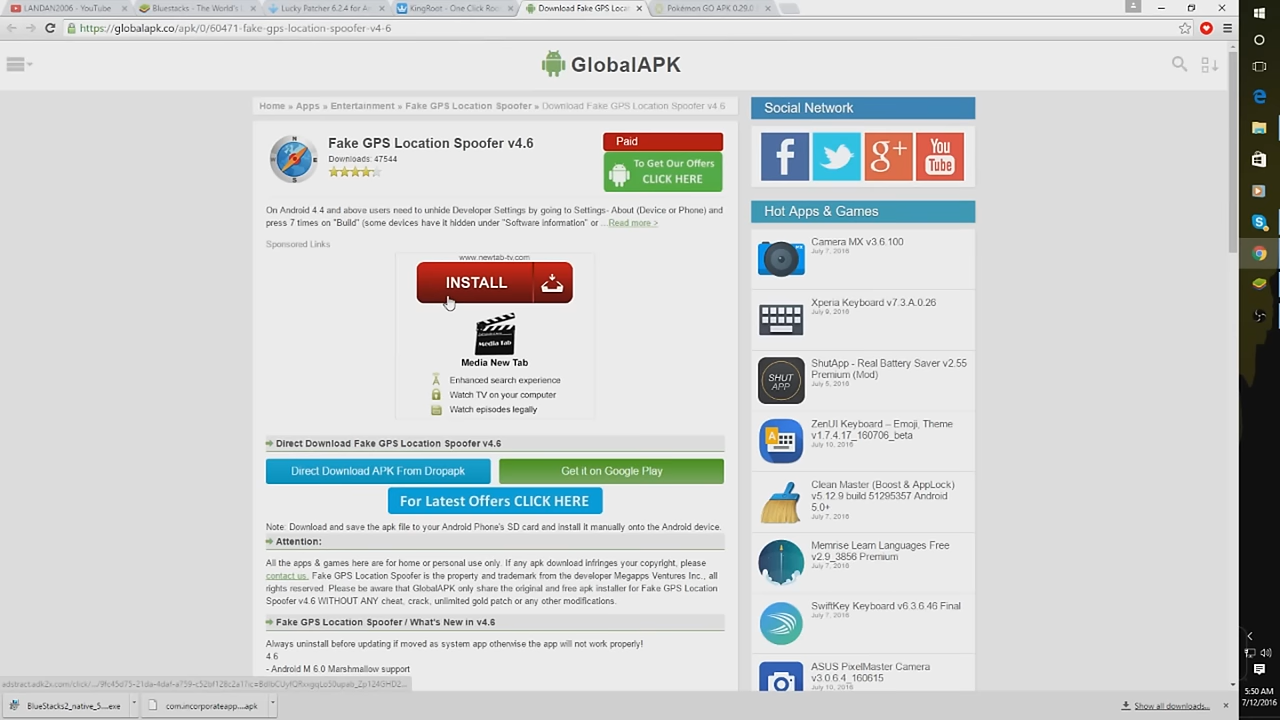 LANDAN2006 - YouTube
Bluestacks - The World's
Lucky Patcher 6.2.4 for A
KingRoot - One Click Roo
Download Fake GPS Locat
Pokémon GO APK 0.29.0
https://globalapk.co/apk/0/60471-fake-gps-location-spoofer-v4-6
GlobalAPK
Home » Apps » Entertainment » Fake GPS Location Spoofer » Download Fake GPS Location Spoofer v4.6
Fake GPS Location Spoofer v4.6
Downloads: 47544
Paid
To Get Our Offers
CLICK HERE
On Android 4.4 and above users need to unhide Developer Settings by going to Settings- About (Device or Phone) and
press 7 times on "Build" (some devices have it hidden under "Software information" or ...Read more >
Sponsored Links
www.newtab-tv.com
INSTALL
Media Tab
Media New Tab
Enhanced search experience
Watch TV on your computer
Watch episodes legally
Direct Download Fake GPS Location Spoofer v4.6
Direct Download APK From Dropapk
Get it on Google Play
For Latest Offers CLICK HERE
Note: Download and save the apk file to your Android Phone's SD card and install it manually onto the Android device.
Attention:
All the apps & games here are for home or personal use only. If any apk download infringes your copyright, please
contact us. Fake GPS Location Spoofer is the property and trademark from the developer Megapps Ventures Inc., all
rights reserved. Please be aware that GlobalAPK only share the original and free apk installer for Fake GPS Location
Spoofer v4.6 WITHOUT ANY cheat, crack, unlimited gold patch or any other modifications.
Fake GPS Location Spoofer / What's New in v4.6
Always uninstall before updating if moved as system app otherwise the app will not work properly!
4.6
- Android M 6.0 Marshmallow support
Social Network
You
Tube
Hot Apps & Games
Camera MX v3.6.100
July 7, 2016
Xperia Keyboard v7.3.A.0.26
July 9, 2016
SHUT
APP
ShutApp - Real Battery Saver v2.55
Premium (Mod)
July 5, 2016
ZenUI Keyboard – Emoji, Theme
v1.7.4.17_160706_beta
July 10, 2016
Clean Master (Boost & AppLock)
v5.12.9 build 51295357 Android
5.0+
July 7, 2016
Memrise Learn Languages Free
v2.9_3856 Premium
July 7, 2016
SwiftKey Keyboard v6.3.6.46 Final
July 7, 2016
ASUS PixelMaster Camera
v3.0.6.4_160615
July 10, 2016
BlueStacks2_native_5....exe
com.incorporateapp....apk
Show all downloads...
5:50 AM
7/12/2016